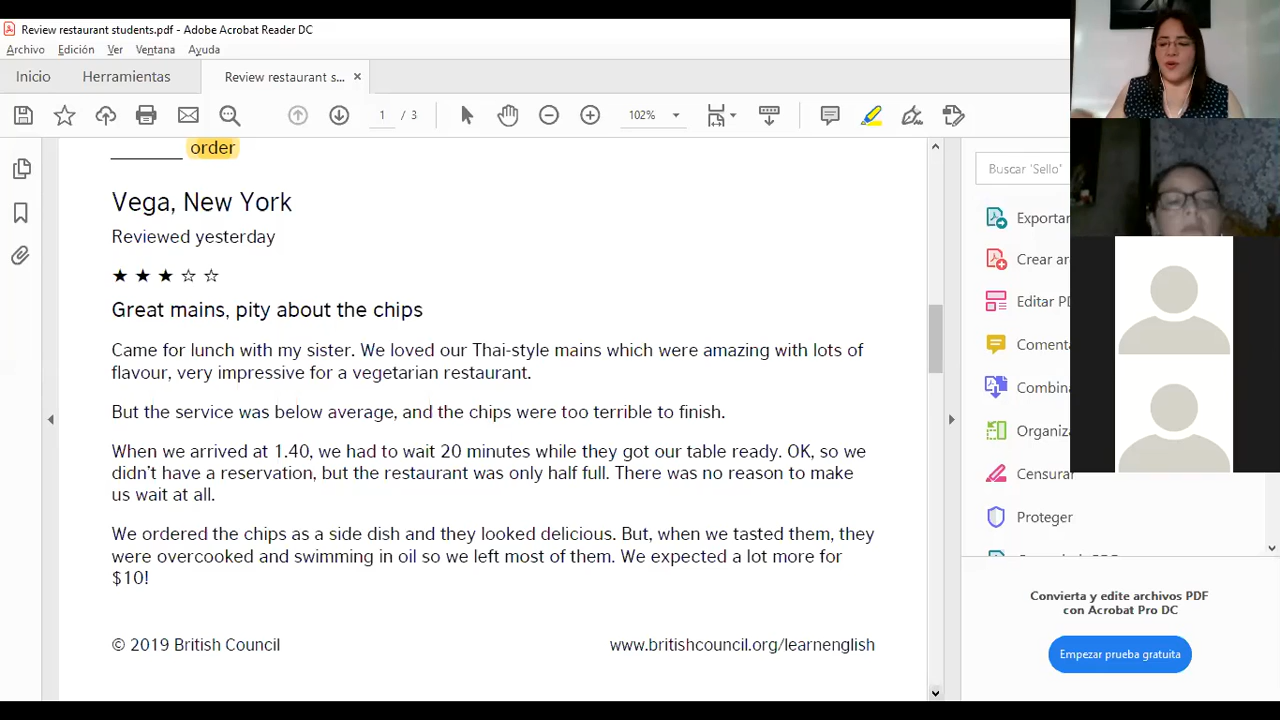 Review restaurant students.pdf - Adobe Acrobat Reader DC
Archivo Edición Ver Ventana Ayuda
Inicio Herramientas Review restaurant s... ×
1 / 3 102%
order
Buscar 'Sello'
Vega, New York
Reviewed yesterday
★ ★ ★ ☆ ☆
Great mains, pity about the chips
Came for lunch with my sister. We loved our Thai-style mains which were amazing with lots of
flavour, very impressive for a vegetarian restaurant.
But the service was below average, and the chips were too terrible to finish.
When we arrived at 1.40, we had to wait 20 minutes while they got our table ready. OK, so we
didn't have a reservation, but the restaurant was only half full. There was no reason to make
us wait at all.
We ordered the chips as a side dish and they looked delicious. But, when we tasted them, they
were overcooked and swimming in oil so we left most of them. We expected a lot more for
$10!
© 2019 British Council www.britishcouncil.org/learnenglish
Exportar
Crear ar
Editar PD
Comenta
Combina
Organiza
Censurar
Proteger
Convierta y edite archivos PDF
con Acrobat Pro DC
Empezar prueba gratuita